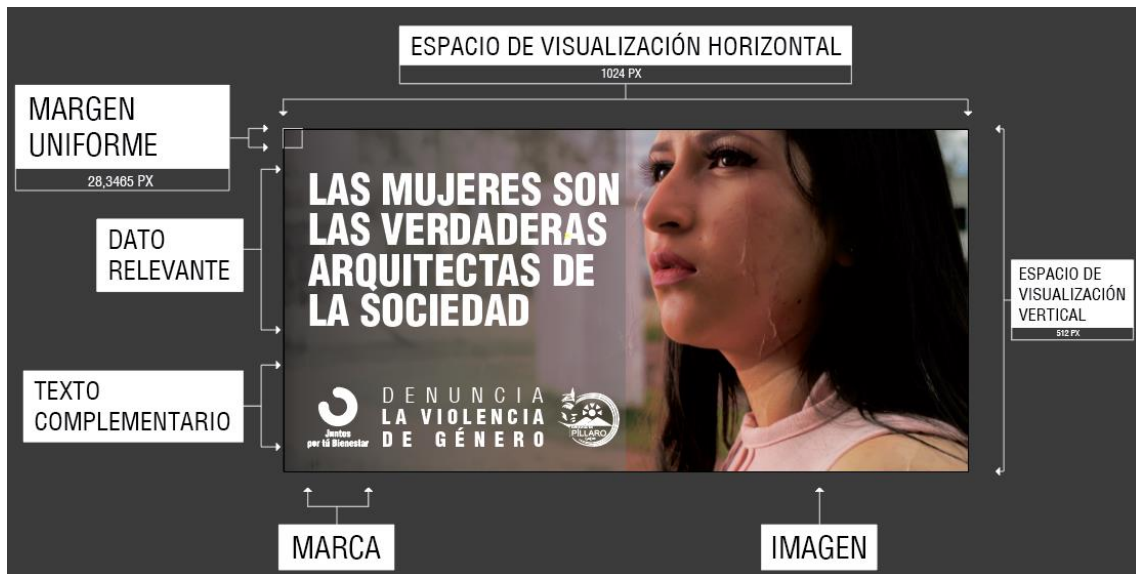 ESPACIO DE VISUALIZACIÓN HORIZONTAL
1024 PX
MARGEN
UNIFORME
28,3465 PX
DATO
RELEVANTE
LAS MUJERES SON
LAS VERDADERAS
ARQUITECTAS DE
LA SOCIEDAD
ESPACIO DE
VISUALIZACIÓN
VERTICAL
512 PX
TEXTO
COMPLEMENTARIO
Juntos
por tú Bienestar
DENUNCIA
LA VIOLENCIA
DE GÉNERO
PÍLLARO
MARCA
IMAGEN